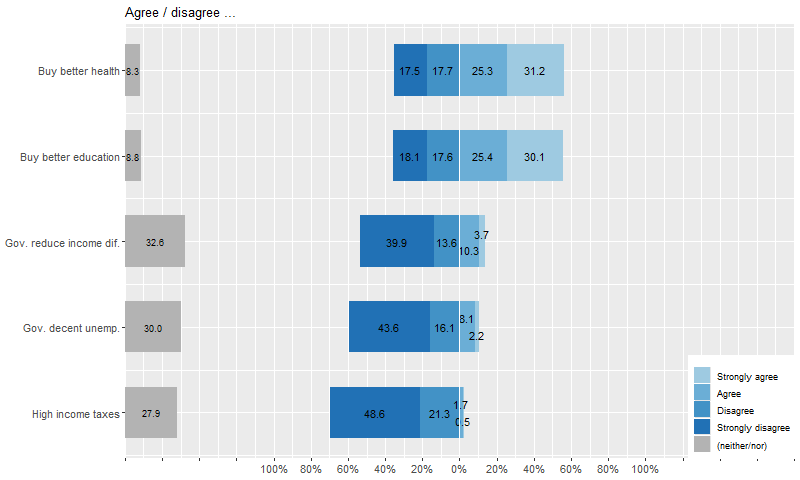 Agree / disagree ...
Buy better health 8.3 17.5 17.7 25.3 31.2
Buy better education 8.8 18.1 17.6 25.4 30.1
Gov. reduce income dif. 32.6 39.9 13.6 10.3 3.7
Gov. decent unemp. 30.0 43.6 16.1 8.1 2.2
High income taxes 27.9 48.6 21.3 1.7 0.5
Strongly agree
Agree
Disagree
Strongly disagree
(neither/nor)
100% 80% 60% 40% 20% 0% 20% 40% 60% 80% 100%